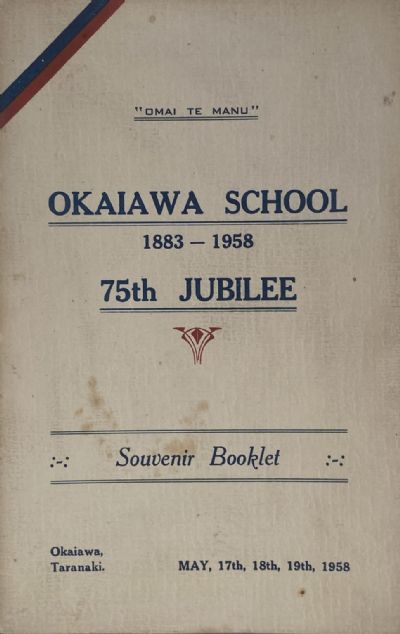 "OMAI TE MANU"
OKAIAWA SCHOOL
1883 – 1958
75th JUBILEE
:-: Souvenir Booklet :-:
Okaiawa,
Taranaki. MAY, 17th, 18th, 19th, 1958